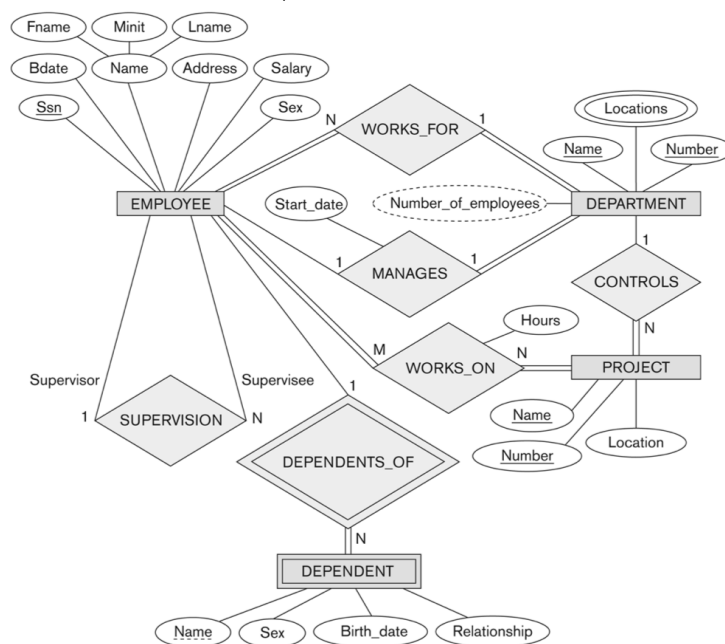 Fname
Minit
Lname
Bdate
Name
Address
Salary
Ssn
Sex
N
WORKS_FOR
1
Locations
Name
Number
EMPLOYEE
Start_date
Number_of_employees
DEPARTMENT
1
MANAGES
1
1
CONTROLS
N
Hours
M
WORKS_ON
N
PROJECT
Supervisor
Supervisee
1
SUPERVISION
N
1
Name
Number
Location
DEPENDENTS_OF
N
DEPENDENT
Name
Sex
Birth_date
Relationship